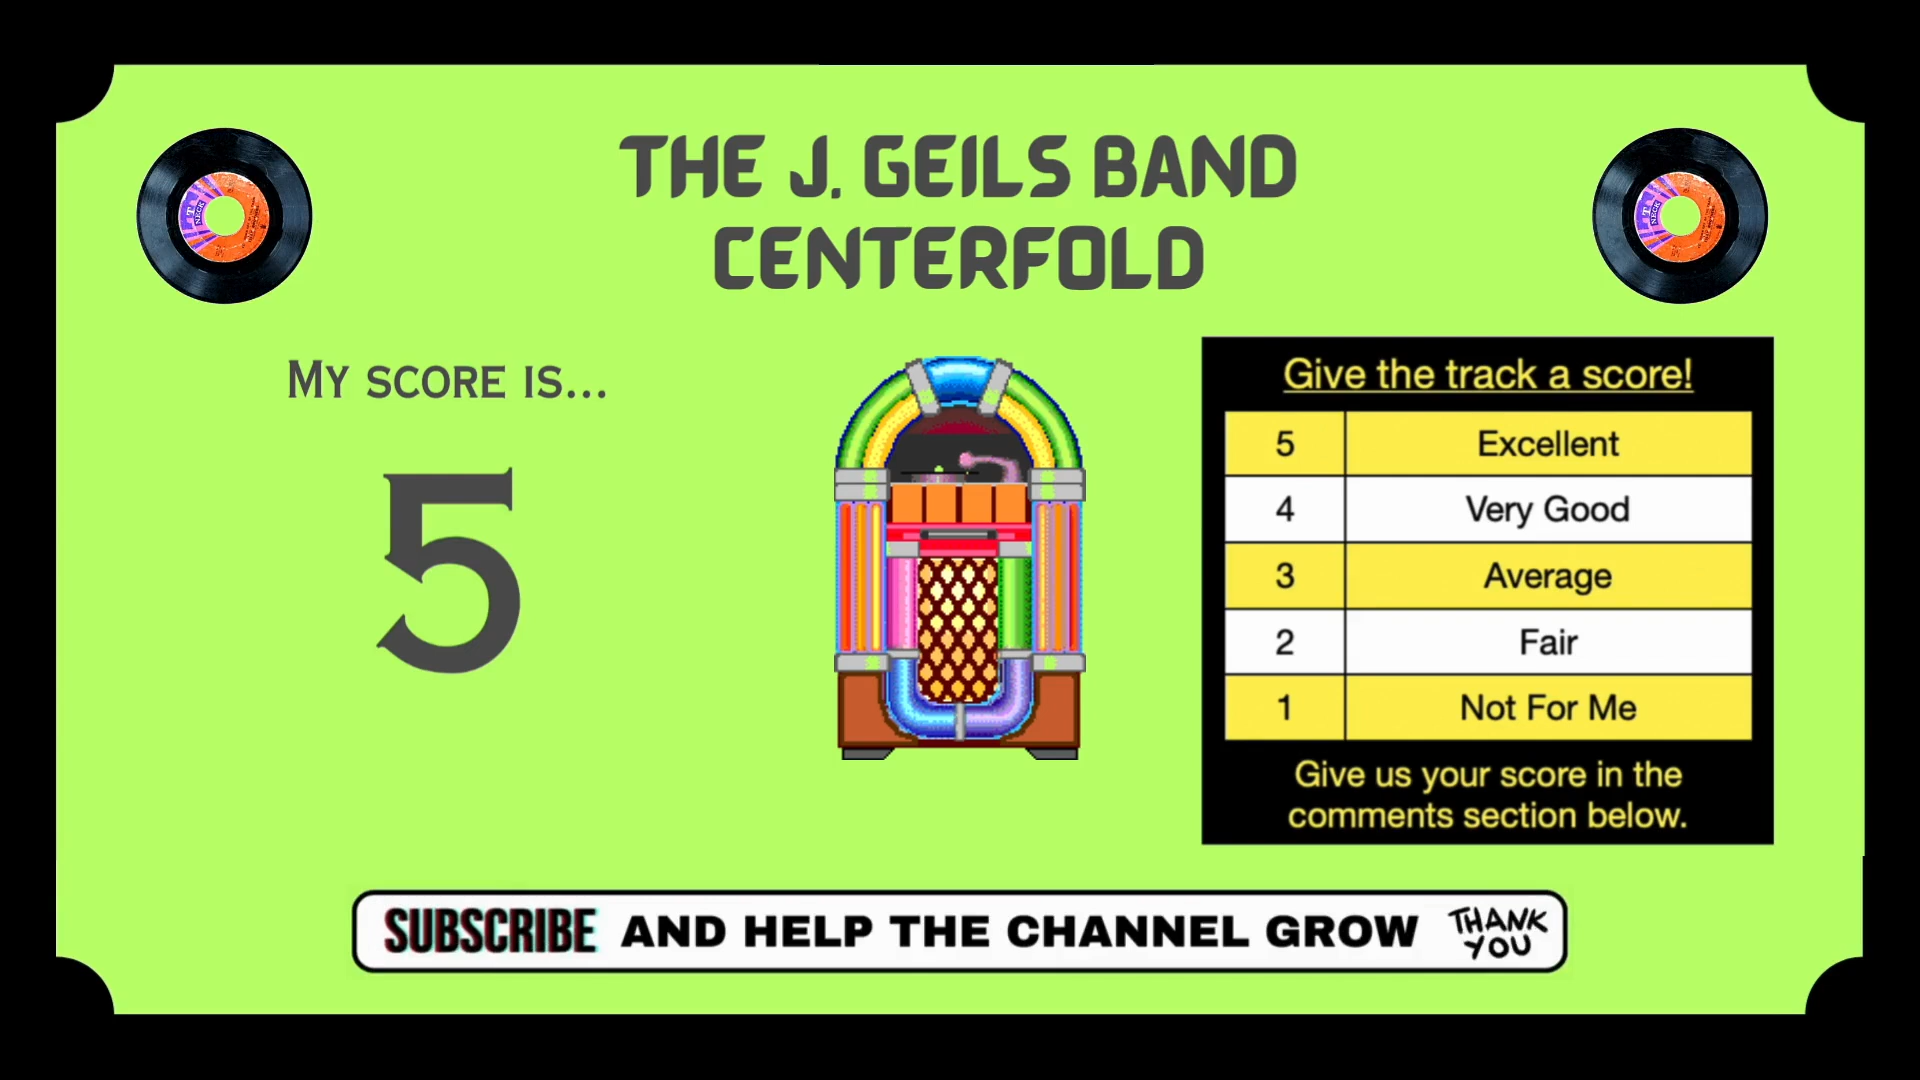 THE J. GEILS BAND
CENTERFOLD
MY SCORE IS...
5
Give the track a score!
5 Excellent
4 Very Good
3 Average
2 Fair
1 Not For Me
Give us your score in the
comments section below.
SUBSCRIBE AND HELP THE CHANNEL GROW THANK YOU
T NECK
T NECK